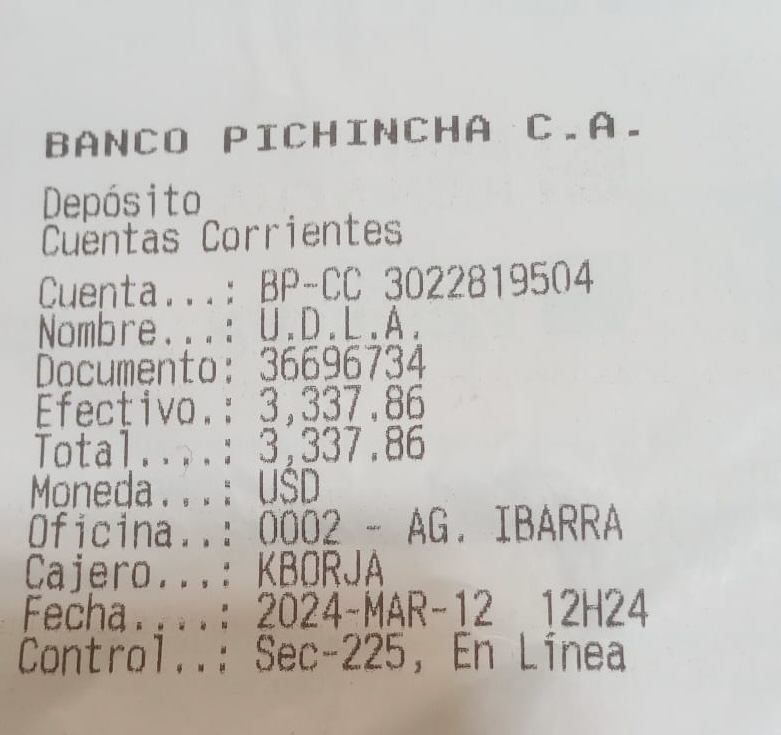 BANCO PICHINCHA C.A.
Depósito
Cuentas Corrientes
Cuenta...: BP-CC 3022819504
Nombre...: U.D.L.A.
Documento: 36696734
Efectivo.: 3,337.86
Total....: 3,337.86
Moneda...: USD
Oficina..: 0002 - AG. IBARRA
Cajero...: KBORJA
Fecha....: 2024-MAR-12 12H24
Control..: Sec-225, En Línea